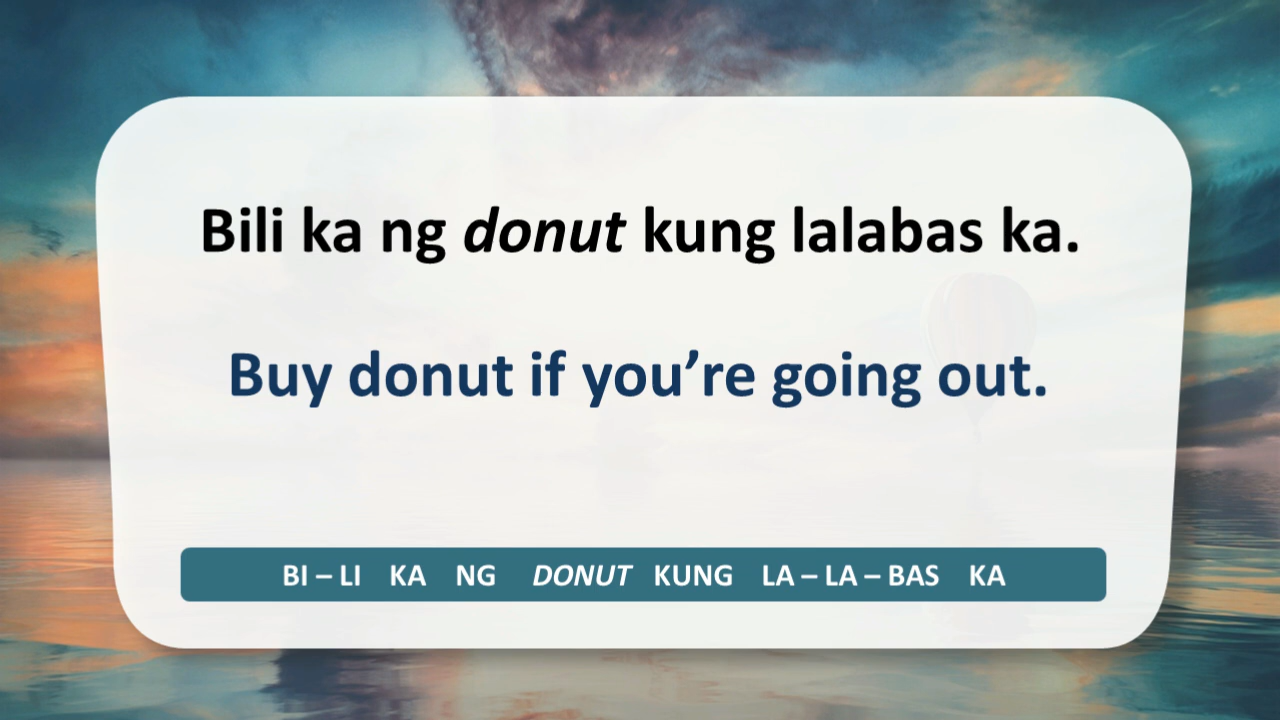 Bili ka ng donut kung lalabas ka.
Buy donut if you’re going out.
BI – LI KA NG DONUT KUNG LA – LA – BAS KA